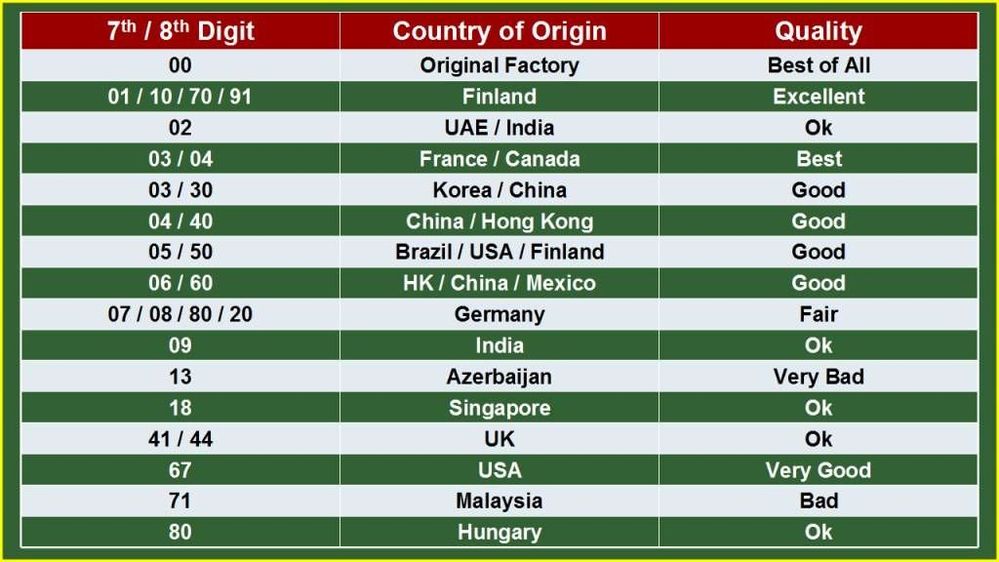 7th / 8th Digit Country of Origin Quality
00 Original Factory Best of All
01 / 10 / 70 / 91 Finland Excellent
02 UAE / India Ok
03 / 04 France / Canada Best
03 / 30 Korea / China Good
04 / 40 China / Hong Kong Good
05 / 50 Brazil / USA / Finland Good
06 / 60 HK / China / Mexico Good
07 / 08 / 80 / 20 Germany Fair
09 India Ok
13 Azerbaijan Very Bad
18 Singapore Ok
41 / 44 UK Ok
67 USA Very Good
71 Malaysia Bad
80 Hungary Ok